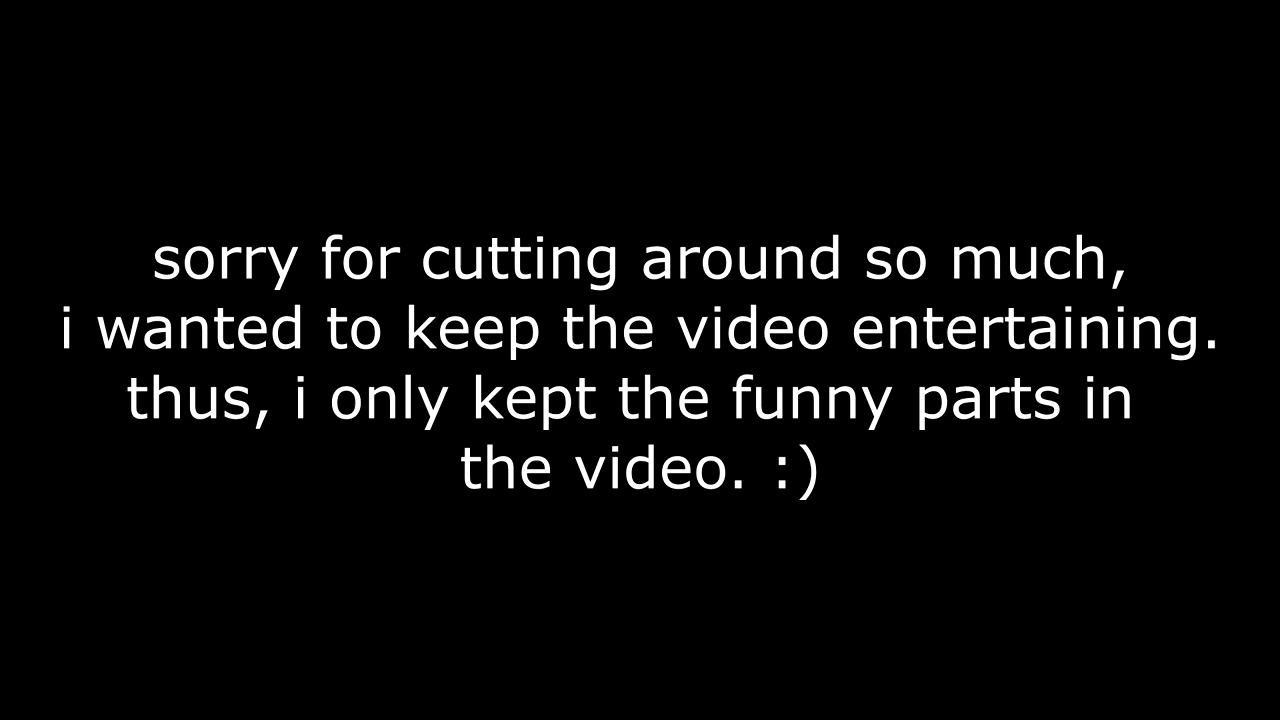 sorry for cutting around so much,
i wanted to keep the video entertaining.
thus, i only kept the funny parts in
the video. :)